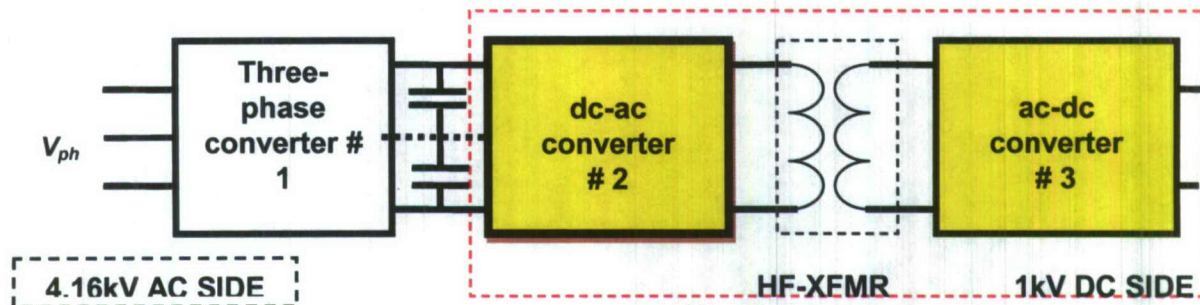 Three-
phase
converter #
1
V_ph
dc-ac
converter
# 2
ac-dc
converter
# 3
4.16kV AC SIDE
HF-XFMR
1kV DC SIDE